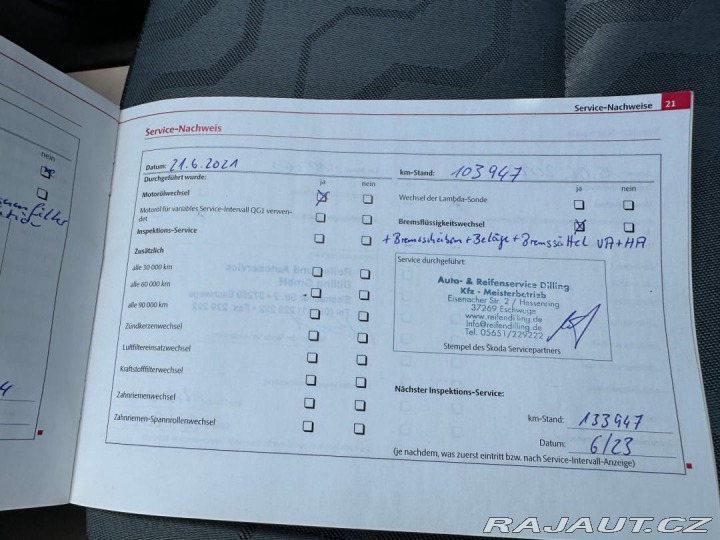 Service-Nachweise 21
Service-Nachweis
Datum: 21.6.2021 km-Stand: 103947
Durchgeführt wurde: ja nein ja nein
Motorölwechsel
Wechsel der Lambda-Sonde
Motoröl für variables Service-Intervall QG1 verwen-
det
Bremsflüssigkeitswechsel
Inspektions-Service
+ Bremsscheiben + Beläge + Bremssättel VA + HA
Zusätzlich
alle 30 000 km
alle 60 000 km
alle 90 000 km
Zündkerzenwechsel
Luftfiltereinsatzwechsel
Kraftstofffilterwechsel
Zahnriemenwechsel
Zahnriemen-Spannrollenwechsel
Service durchgeführt:
Auto- & Reifenservice Dilling
Kfz - Meisterbetrieb
Eisenacher Str. 2 / Hessenring
37269 Eschwege
www.reifendilling.de
info@reifendilling.de
Tel. 05651/229222
Stempel des Škoda Servicepartners
Nächster Inspektions-Service:
km-Stand: 133947
Datum: 6/23
(je nachdem, was zuerst eintritt bzw. nach Service-Intervall-Anzeige)
nein
4
RAJAUT.CZ